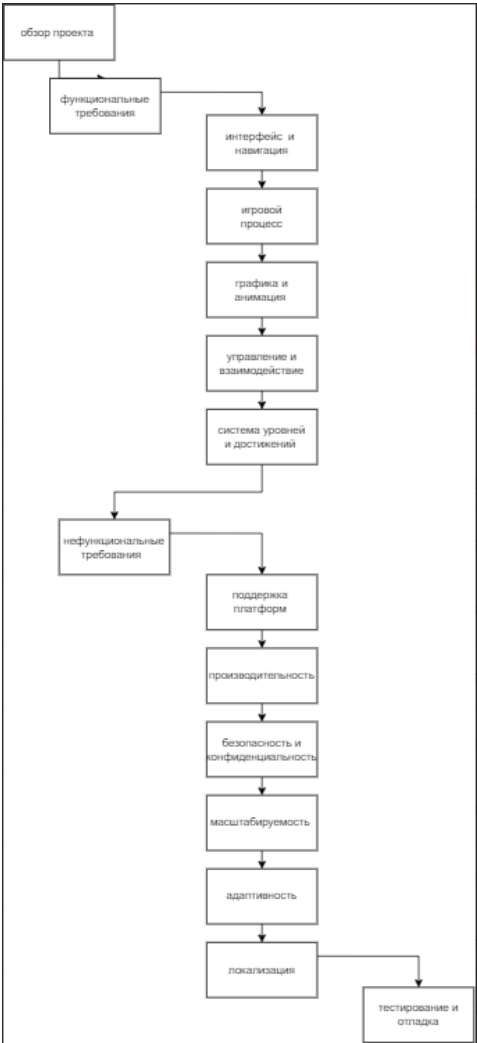 обзор проекта
функциональные
требования
интерфейс и
навигация
игровой
процесс
графика и
анимация
управление и
взаимодействие
система уровней
и достижений
нефункциональные
требования
поддержка
платформ
производительность
безопасность и
конфиденциальность
масштабируемость
адаптивность
локализация
тестирование и
отладка